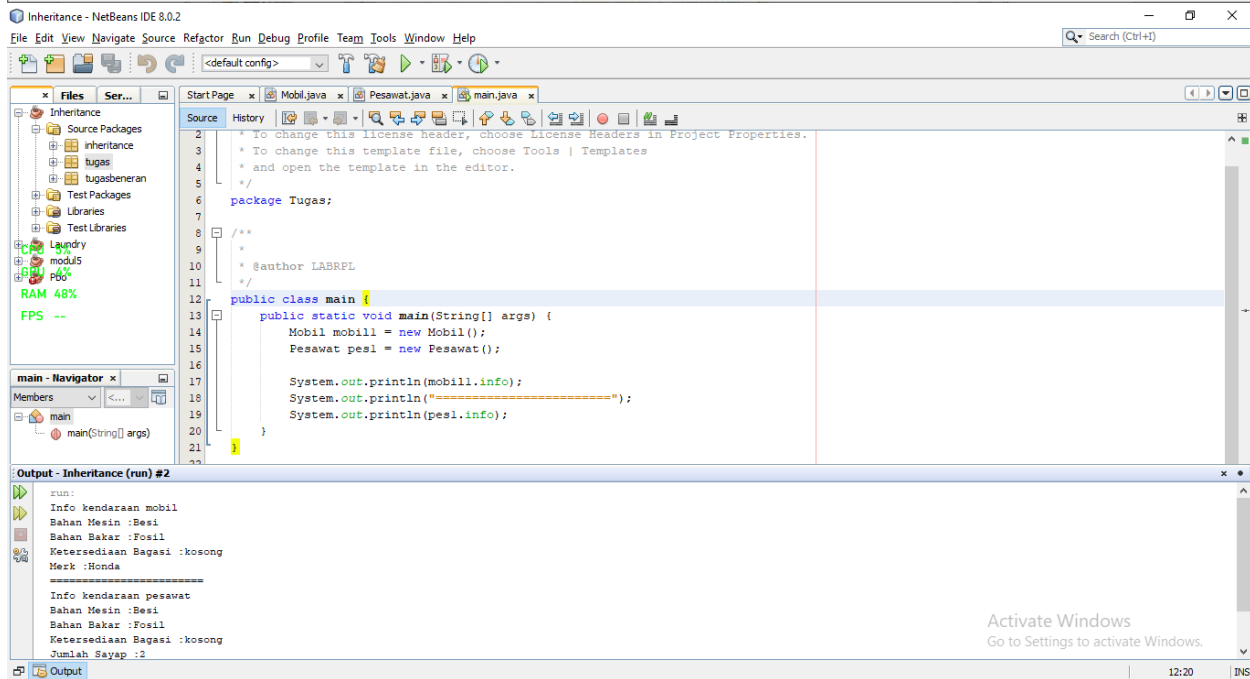 Inheritance - NetBeans IDE 8.0.2
File Edit View Navigate Source Refactor Run Debug Profile Team Tools Window Help
Search (Ctrl+I)
<default config>
Files Ser...
Start Page Mobil.java Pesawat.java main.java
Source History
Inheritance
Source Packages
inheritance
tugas
tugasbeneran
Test Packages
Libraries
Test Libraries
Laundry
modul5
CPU 5%
GPU 4%
RAM 48%
FPS --
2 * To change this license header, choose License Headers in Project Properties.
3 * To change this template file, choose Tools | Templates
4 * and open the template in the editor.
5 */
6 package Tugas;
7
8 /**
9 *
10 * @author LABRPL
11 */
12 public class main {
13 public static void main(String[] args) {
14 Mobil mobil1 = new Mobil();
15 Pesawat pes1 = new Pesawat();
16
17 System.out.println(mobil1.info);
18 System.out.println("========================");
19 System.out.println(pes1.info);
20 }
21 }
22
main - Navigator
Members <...
main
main(String[] args)
Output - Inheritance (run) #2
run:
Info kendaraan mobil
Bahan Mesin :Besi
Bahan Bakar :Fosil
Ketersediaan Bagasi :kosong
Merk :Honda
========================
Info kendaraan pesawat
Bahan Mesin :Besi
Bahan Bakar :Fosil
Ketersediaan Bagasi :kosong
Jumlah Sayap :2
Activate Windows
Go to Settings to activate Windows.
Output
12:20 INS